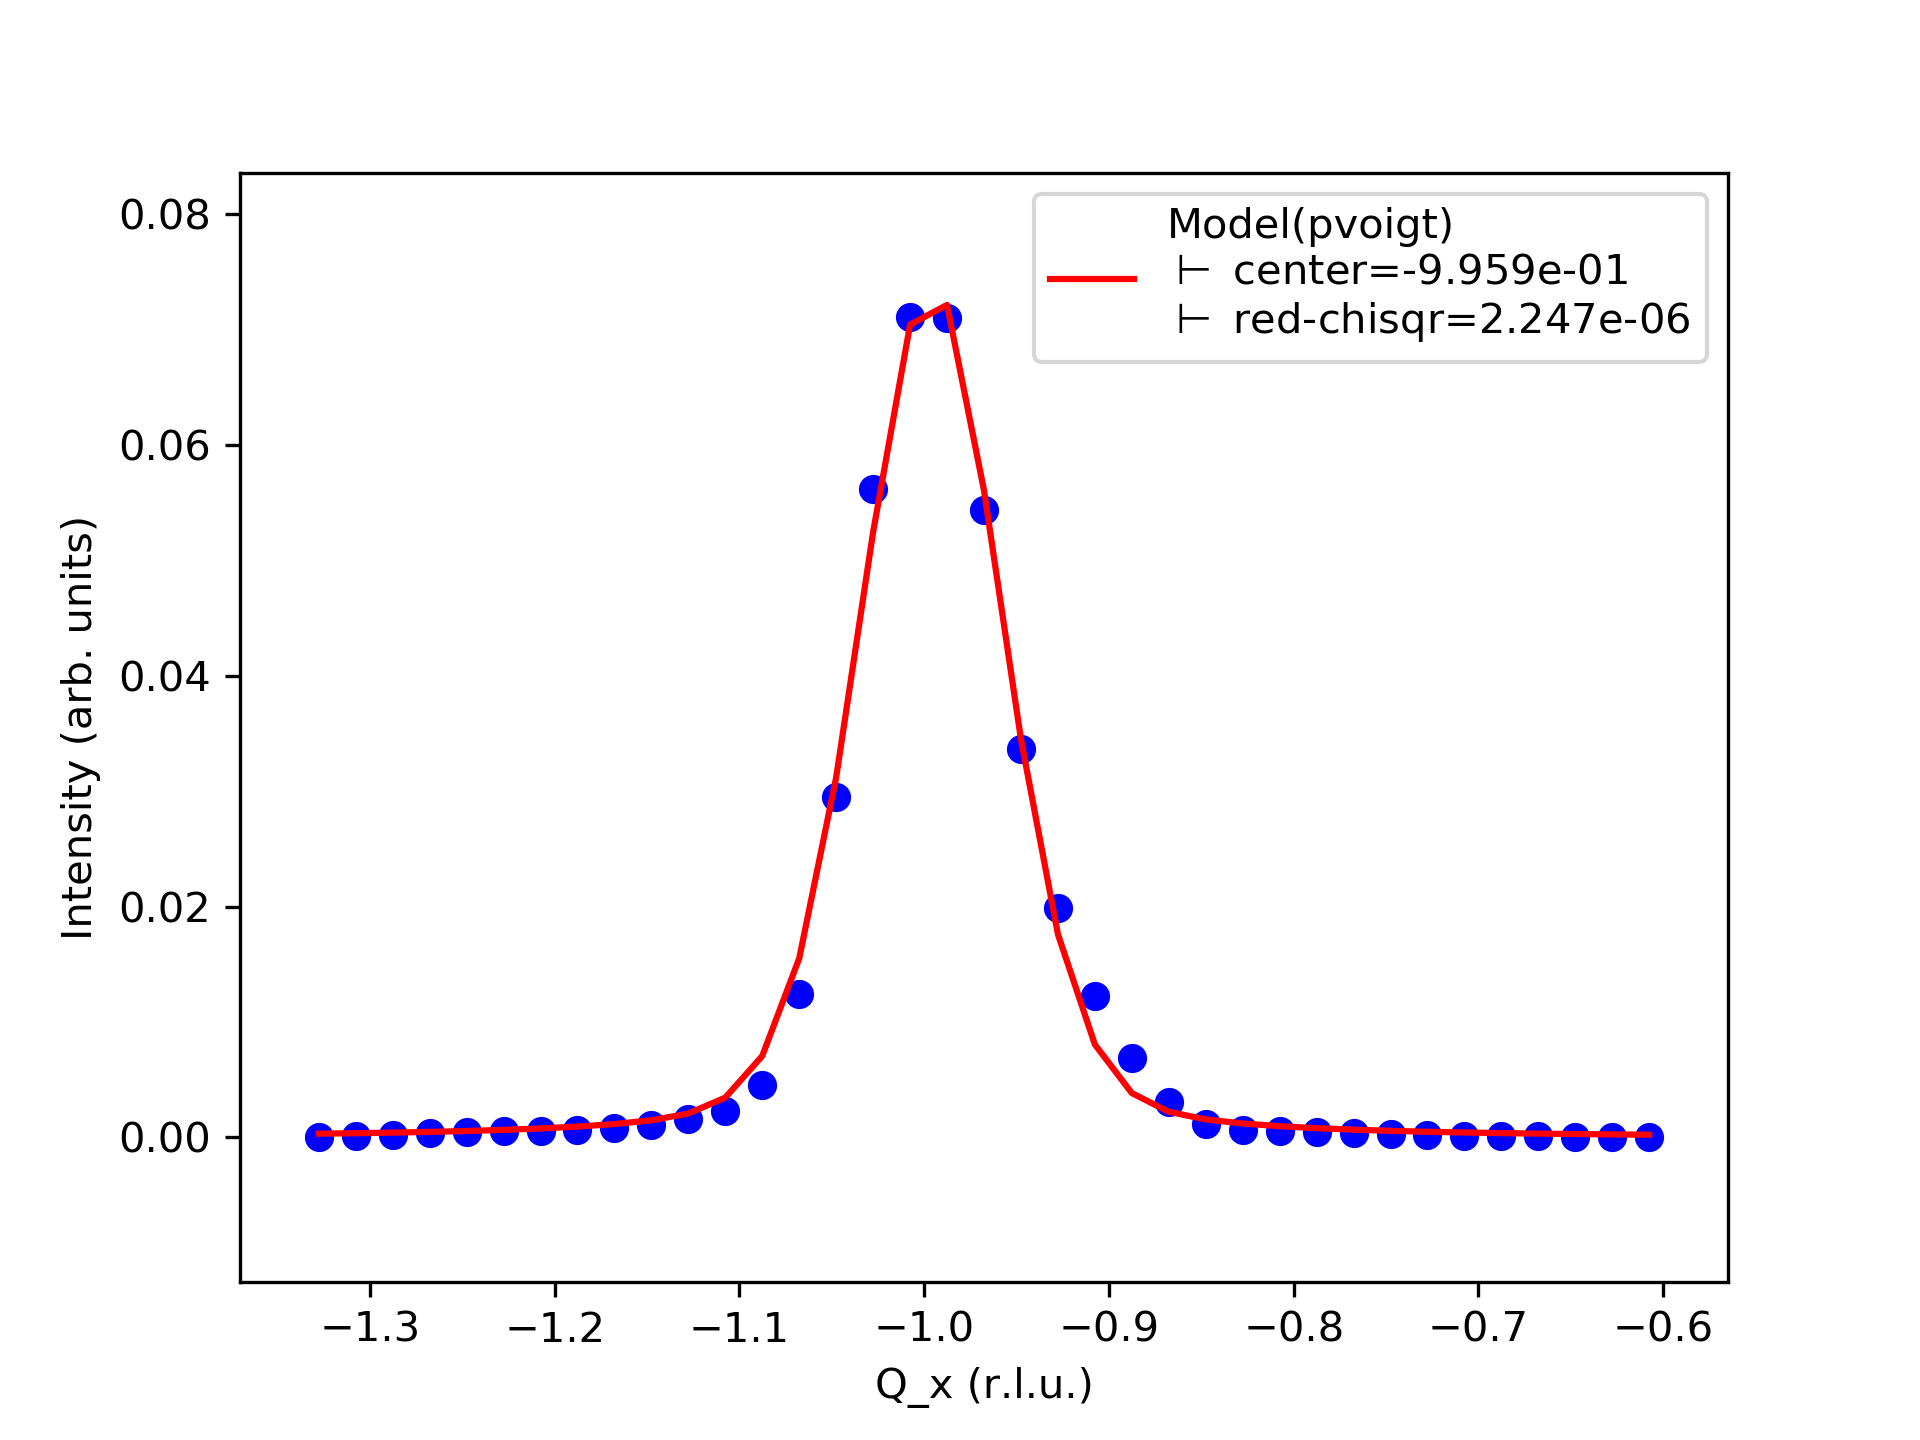 Model(pvoigt)
⊢ center=-9.959e-01
⊢ red-chisqr=2.247e-06
0.08
0.06
0.04
0.02
0.00
Intensity (arb. units)
−1.3 −1.2 −1.1 −1.0 −0.9 −0.8 −0.7 −0.6
Q_x (r.l.u.)